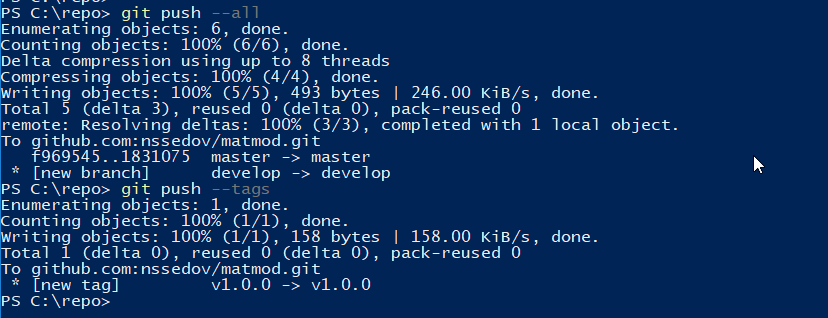 PS C:\repo> git push --all
Enumerating objects: 6, done.
Counting objects: 100% (6/6), done.
Delta compression using up to 8 threads
Compressing objects: 100% (4/4), done.
Writing objects: 100% (5/5), 493 bytes | 246.00 KiB/s, done.
Total 5 (delta 3), reused 0 (delta 0), pack-reused 0
remote: Resolving deltas: 100% (3/3), completed with 1 local object.
To github.com:nssedov/matmod.git
   f969545..1831075  master -> master
 * [new branch]      develop -> develop
PS C:\repo> git push --tags
Enumerating objects: 1, done.
Counting objects: 100% (1/1), done.
Writing objects: 100% (1/1), 158 bytes | 158.00 KiB/s, done.
Total 1 (delta 0), reused 0 (delta 0), pack-reused 0
To github.com:nssedov/matmod.git
 * [new tag]         v1.0.0 -> v1.0.0
PS C:\repo>